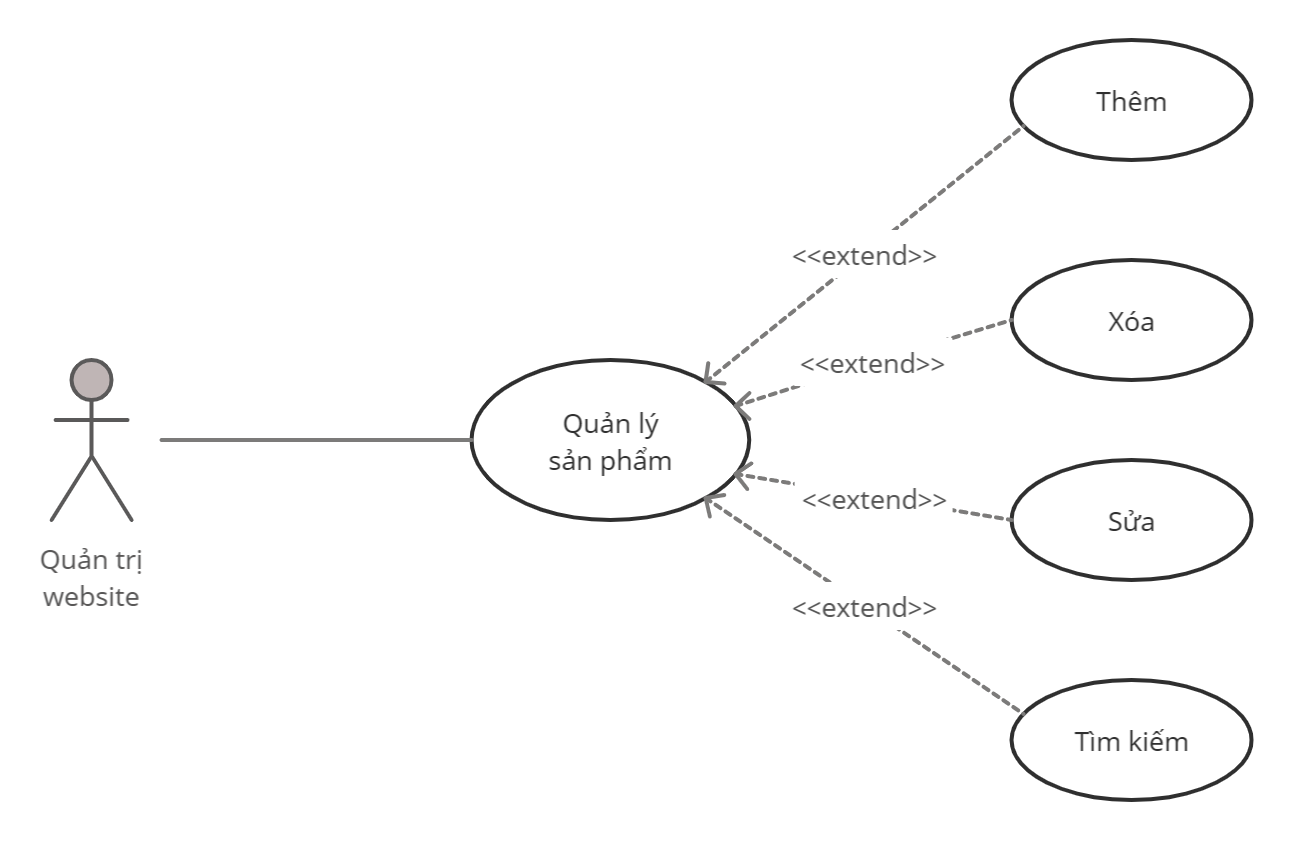 Thêm
<<extend>>
Xóa
<<extend>>
Quản lý
sản phẩm
<<extend>>
Sửa
Quản trị
website
<<extend>>
Tìm kiếm